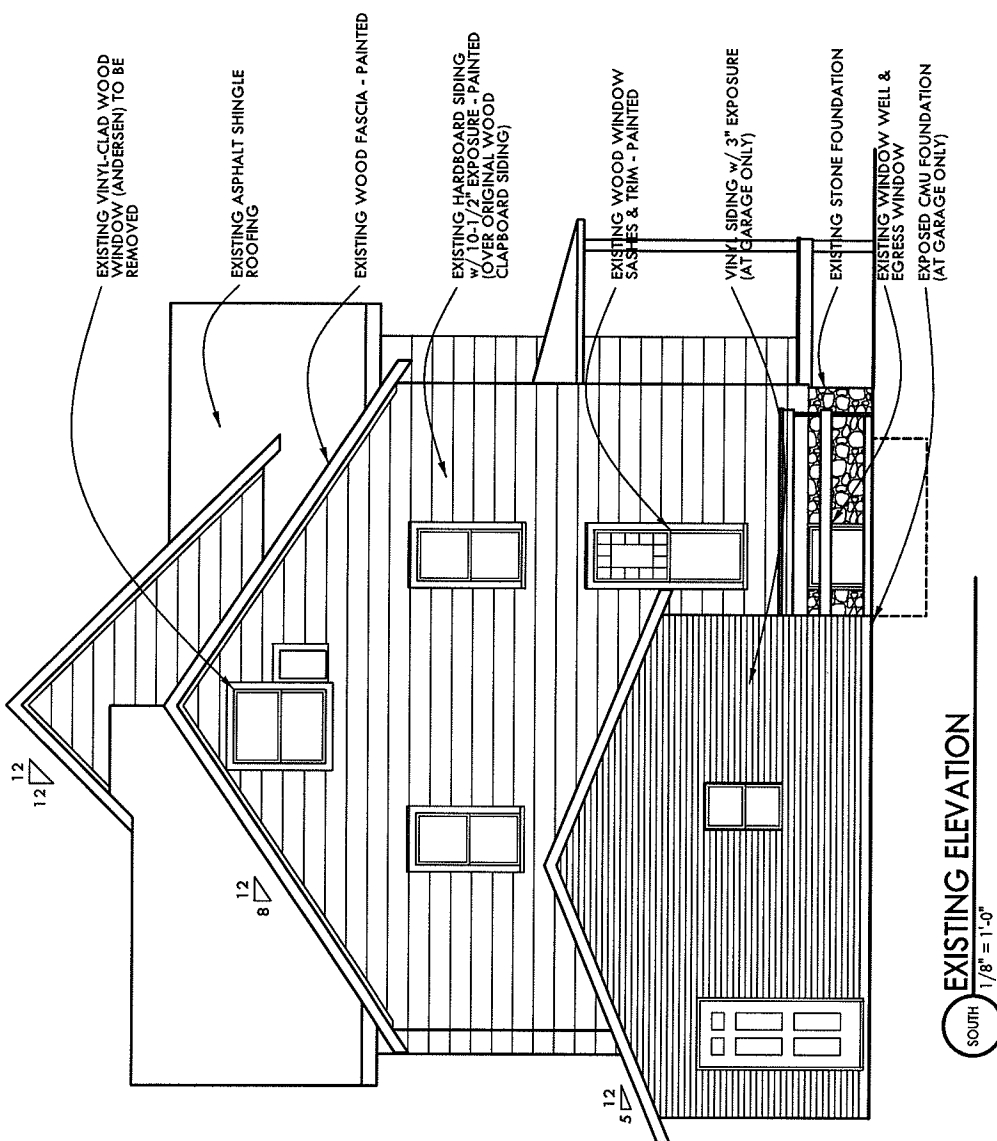 EXISTING VINYL-CLAD WOOD
WINDOW (ANDERSEN) TO BE
REMOVED
EXISTING ASPHALT SHINGLE
ROOFING
EXISTING WOOD FASCIA - PAINTED
EXISTING HARDBOARD SIDING
w/ 10-1/2" EXPOSURE - PAINTED
(OVER ORIGINAL WOOD
CLAPBOARD SIDING)
EXISTING WOOD WINDOW
SASHES & TRIM - PAINTED
VINYL SIDING w/ 3" EXPOSURE
(AT GARAGE ONLY)
EXISTING STONE FOUNDATION
EXISTING WINDOW WELL &
EGRESS WINDOW
EXPOSED CMU FOUNDATION
(AT GARAGE ONLY)
12
12
12
8
12
5
SOUTH
EXISTING ELEVATION
1/8" = 1'-0"